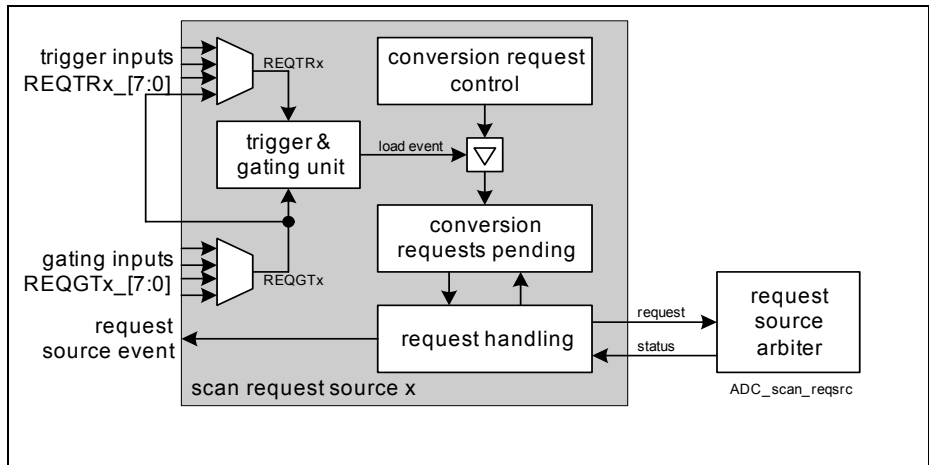 trigger inputs
REQTRx_[7:0]
REQTRx
conversion request
control
trigger &
gating unit
load event
conversion
requests pending
gating inputs
REQGTx_[7:0]
REQGTx
request
source event
request handling
request
status
request
source
arbiter
scan request source x
ADC_scan_reqsrc